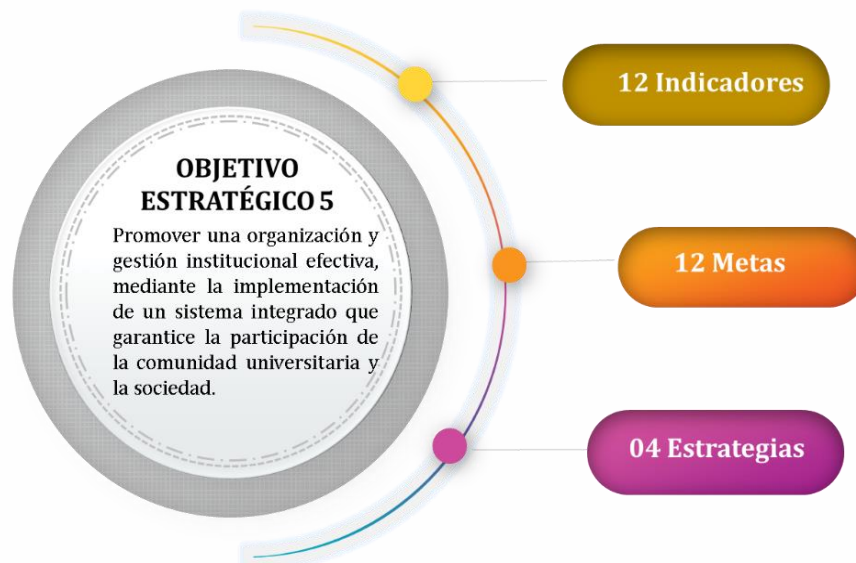 OBJETIVO
ESTRATÉGICO 5
Promover una organización y
gestión institucional efectiva,
mediante la implementación
de un sistema integrado que
garantice la participación de
la comunidad universitaria y
la sociedad.
12 Indicadores
12 Metas
04 Estrategias